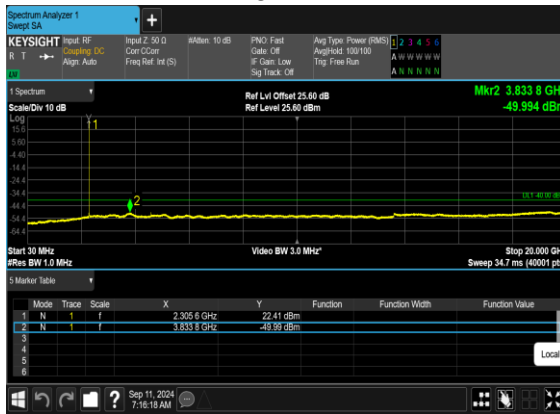 Spectrum Analyzer 1
Swept SA
+
KEYSIGHT Input: RF Input Z: 50 Ω #Atten: 10 dB PNO: Fast Avg Type: Power (RMS) 1 2 3 4 5 6
R T Coupling: DC Corr CCorr Gate: Off Avg|Hold: 100/100 A W W W W W
Align: Auto Freq Ref: Int (S) IF Gain: Low Trig: Free Run
Sig Track: Off A N N N N N
1 Spectrum Ref Lvl Offset 25.60 dB Mkr2 3.833 8 GH
Scale/Div 10 dB Ref Level 25.60 dBm -49.994 dBr
Log
15.6
5.60
-4.40
-14.4
-24.4
-34.4
-44.4
-54.4
-64.4
1
2
DL1 -40.00 dB
Start 30 MHz Video BW 3.0 MHz* Stop 20.000 GH
#Res BW 1.0 MHz Sweep 34.7 ms (40001 pt
5 Marker Table
Mode Trace Scale X Y Function Function Width Function Value
1 N 1 f 2.305 6 GHz 22.41 dBm
2 N 1 f 3.833 8 GHz -49.99 dBm
3
4
5
6
Local
? Sep 11, 2024
7:16:18 AM